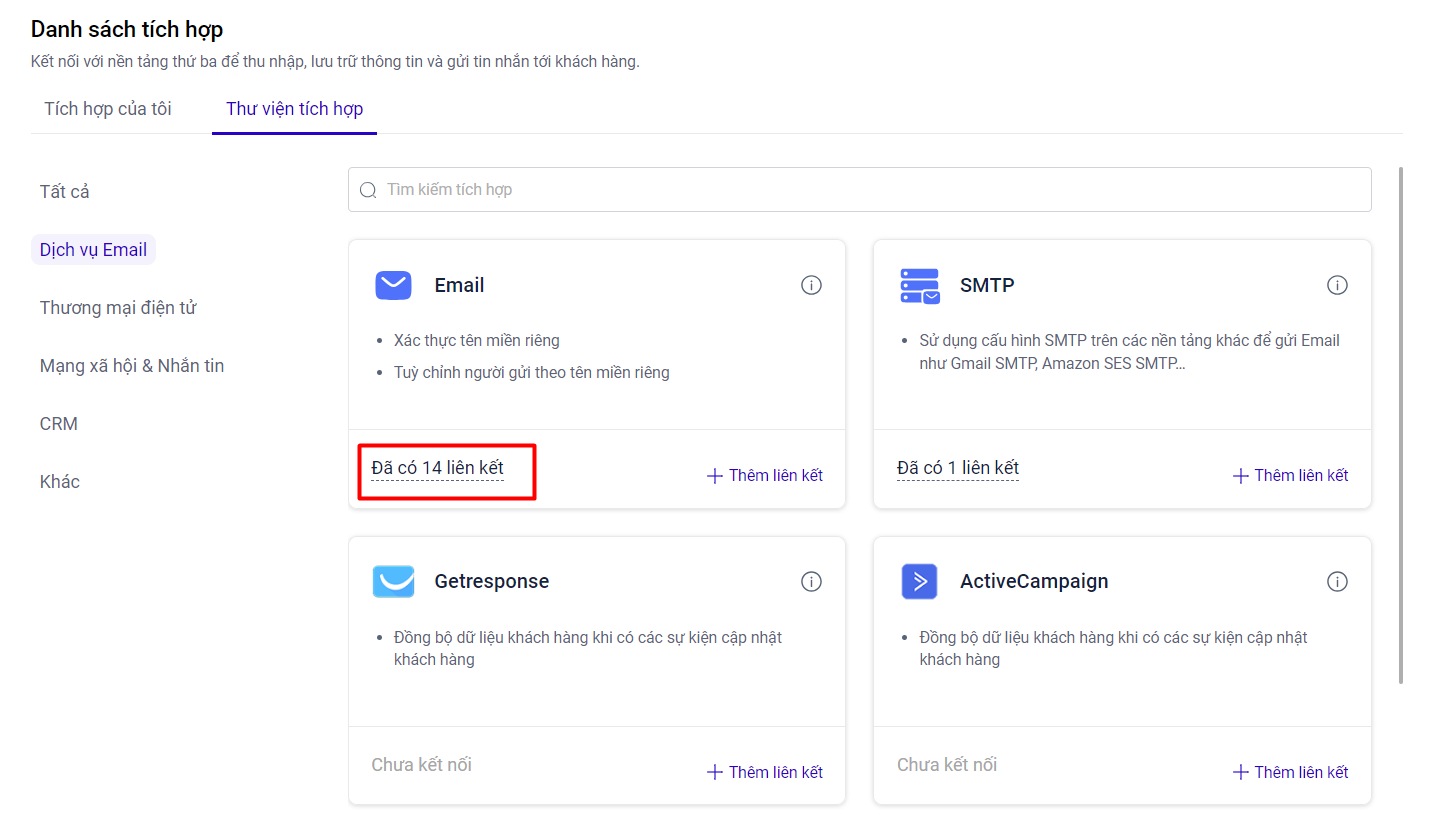 Danh sách tích hợp
Kết nối với nền tảng thứ ba để thu nhập, lưu trữ thông tin và gửi tin nhắn tới khách hàng.
Tích hợp của tôi
Thư viện tích hợp
Tất cả
Dịch vụ Email
Thương mại điện tử
Mạng xã hội & Nhắn tin
CRM
Khác
Tìm kiếm tích hợp
Email
Xác thực tên miền riêng
Tuỳ chỉnh người gửi theo tên miền riêng
Đã có 14 liên kết
Thêm liên kết
SMTP
Sử dụng cấu hình SMTP trên các nền tảng khác để gửi Email
như Gmail SMTP, Amazon SES SMTP...
Đã có 1 liên kết
Thêm liên kết
Getresponse
Đồng bộ dữ liệu khách hàng khi có các sự kiện cập nhật
khách hàng
Chưa kết nối
Thêm liên kết
ActiveCampaign
Đồng bộ dữ liệu khách hàng khi có các sự kiện cập nhật
khách hàng
Chưa kết nối
Thêm liên kết